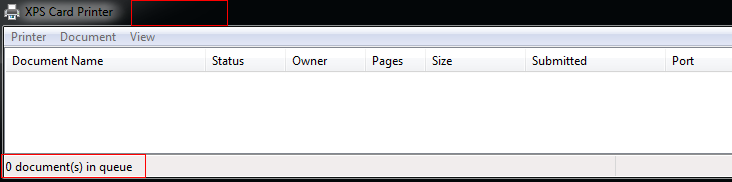 XPS Card Printer
Printer Document View
Document Name Status Owner Pages Size Submitted Port
0 document(s) in queue